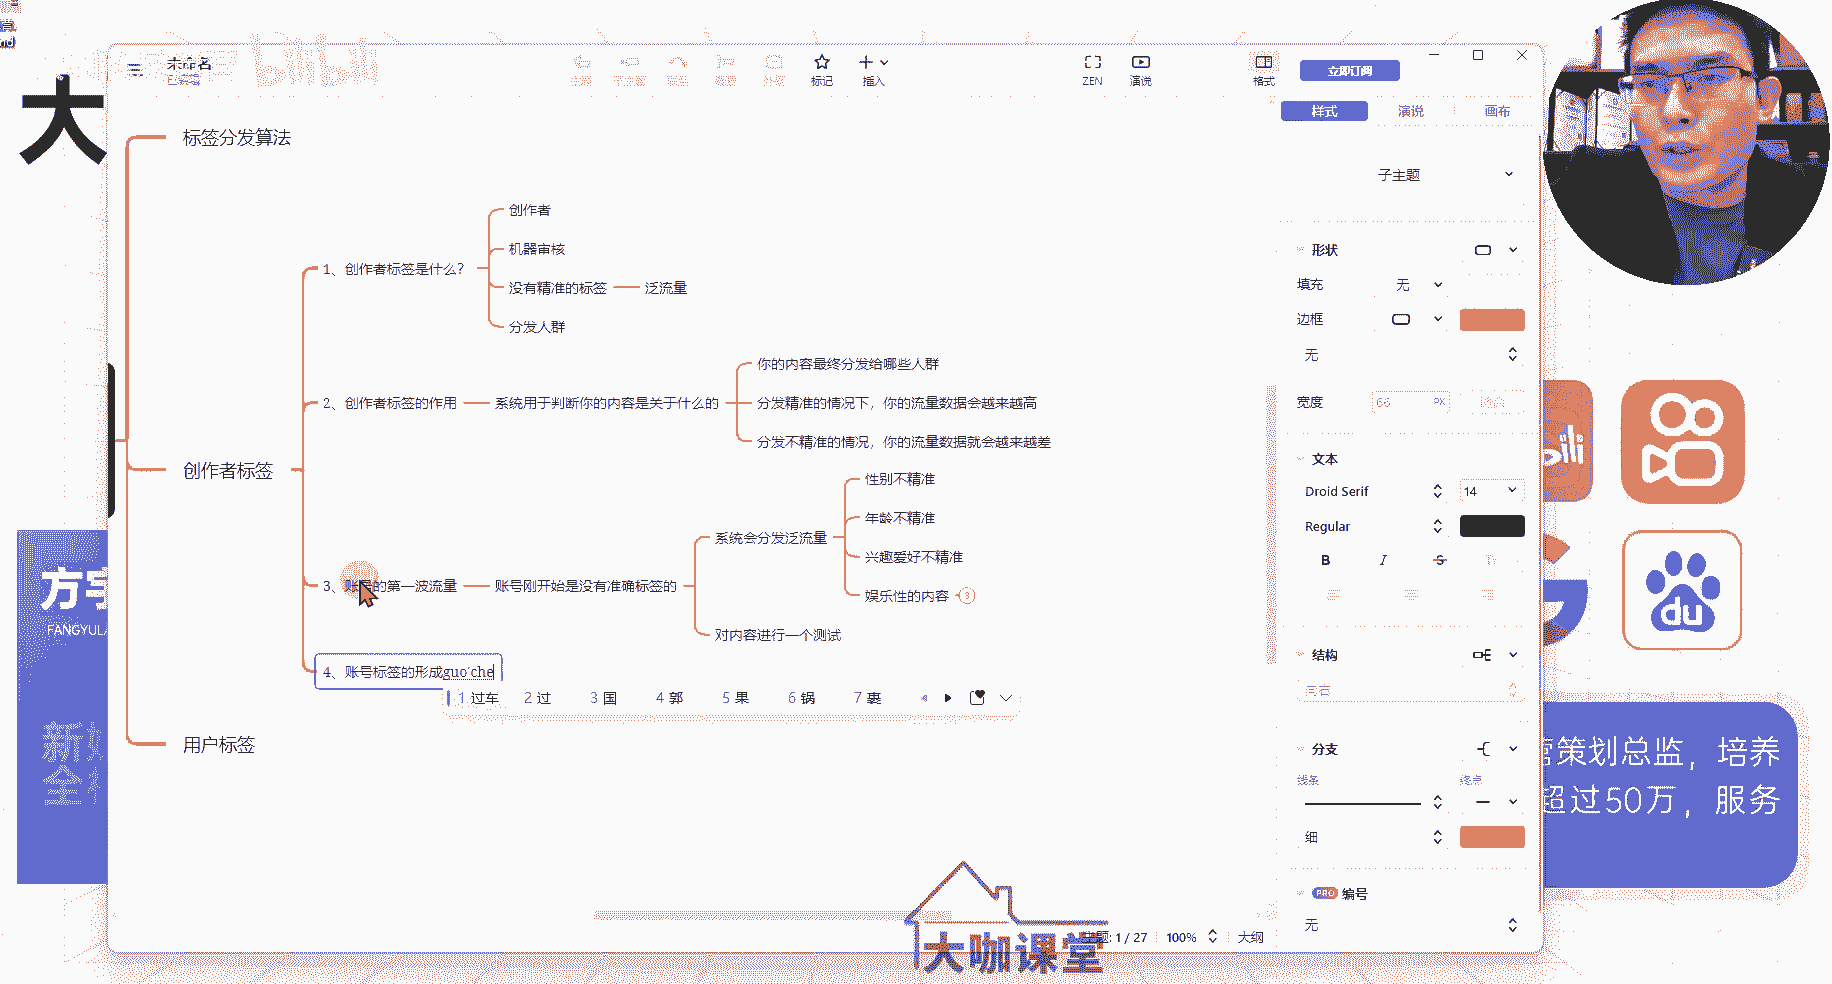 未命名
bilibili
标记
插入
ZEN
演说
格式
立即订阅
大
样式
演说
画布
标签分发算法
子主题
创作者
机器审核
1、创作者标签是什么?
没有精准的标签
泛流量
分发人群
形状
填充
无
边框
无
宽度
66
PX
你的内容最终分发给哪些人群
2、创作者标签的作用
系统用于判断你的内容是关于什么的
分发精准的情况下，你的流量数据会越来越高
分发不精准的情况，你的流量数据就会越来越差
创作者标签
文本
Droid Serif
14
Regular
B
I
S
性别不精准
年龄不精准
系统会分发泛流量
兴趣爱好不精准
3、账号的第一波流量
账号刚开始是没有准确标签的
娱乐性的内容
3
对内容进行一个测试
4、账号标签的形成guo'che
1 过车
2 过
3 国
4 郭
5 果
6 锅
7 裹
用户标签
结构
向右
分支
线条
终点
细
PRO
编号
无
FANGYULA
du
营策划总监，培养
超过50万，服务
大咖课堂
主题: 1 / 27
100%
大纲